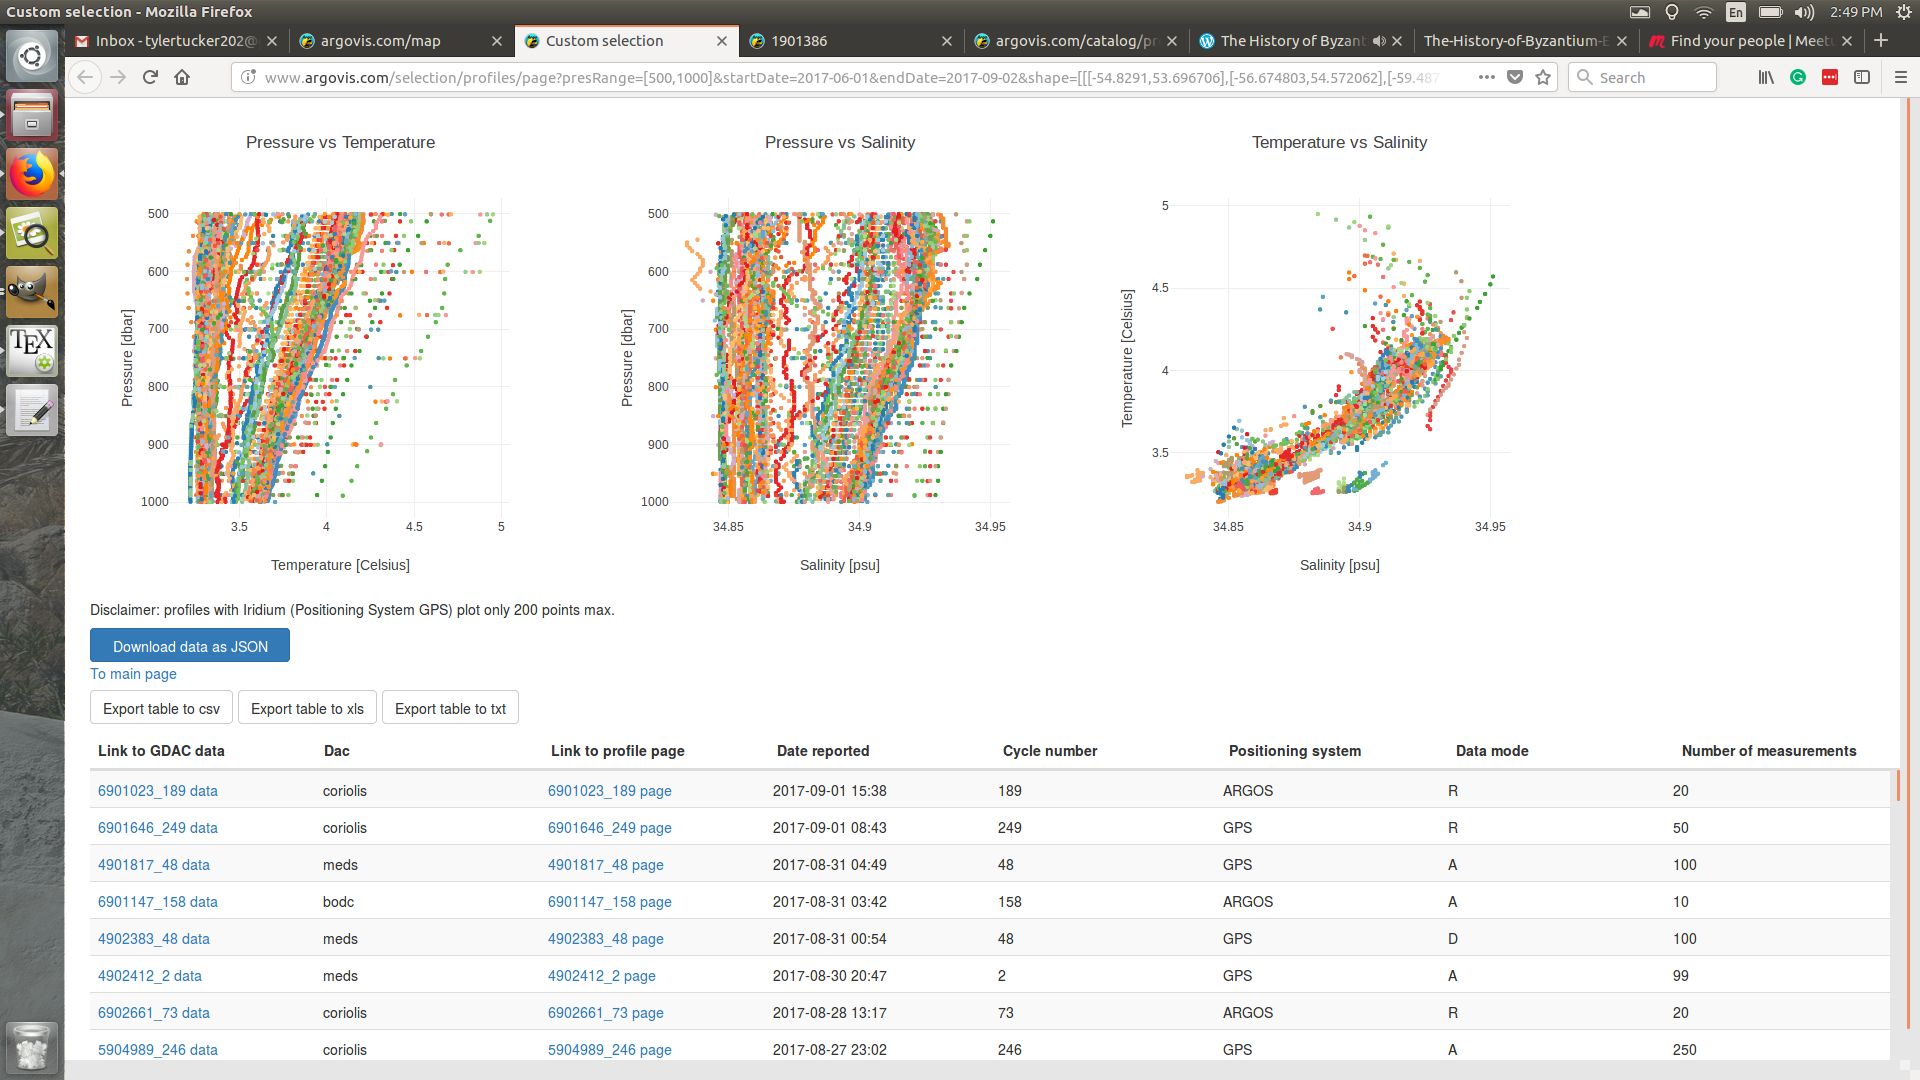 Custom selection - Mozilla Firefox
En
2:49 PM
Inbox - tylertucker202@
argovis.com/map
Custom selection
1901386
argovis.com/catalog/pr
The History of Byzant
The-History-of-Byzantium-E
Find your people | Meetu
www.argovis.com/selection/profiles/page?presRange=[500,1000]&startDate=2017-06-01&endDate=2017-09-02&shape=[[[-54.8291,53.696706],[-56.674803,54.572062],[-59.487
Search
TEX
Pressure vs Temperature
500
600
700
800
900
1000
Pressure [dbar]
3.5 4 4.5 5
Temperature [Celsius]
Pressure vs Salinity
500
600
700
800
900
1000
Pressure [dbar]
34.85 34.9 34.95
Salinity [psu]
Temperature vs Salinity
5
4.5
4
3.5
Temperature [Celsius]
34.85 34.9 34.95
Salinity [psu]
Disclaimer: profiles with Iridium (Positioning System GPS) plot only 200 points max.
Download data as JSON
To main page
Export table to csv Export table to xls Export table to txt
Link to GDAC data Dac Link to profile page Date reported Cycle number Positioning system Data mode Number of measurements
6901023_189 data coriolis 6901023_189 page 2017-09-01 15:38 189 ARGOS R 20
6901646_249 data coriolis 6901646_249 page 2017-09-01 08:43 249 GPS R 50
4901817_48 data meds 4901817_48 page 2017-08-31 04:49 48 GPS A 100
6901147_158 data bodc 6901147_158 page 2017-08-31 03:42 158 ARGOS A 10
4902383_48 data meds 4902383_48 page 2017-08-31 00:54 48 GPS D 100
4902412_2 data meds 4902412_2 page 2017-08-30 20:47 2 GPS A 99
6902661_73 data coriolis 6902661_73 page 2017-08-28 13:17 73 ARGOS R 20
5904989_246 data coriolis 5904989_246 page 2017-08-27 23:02 246 GPS A 250